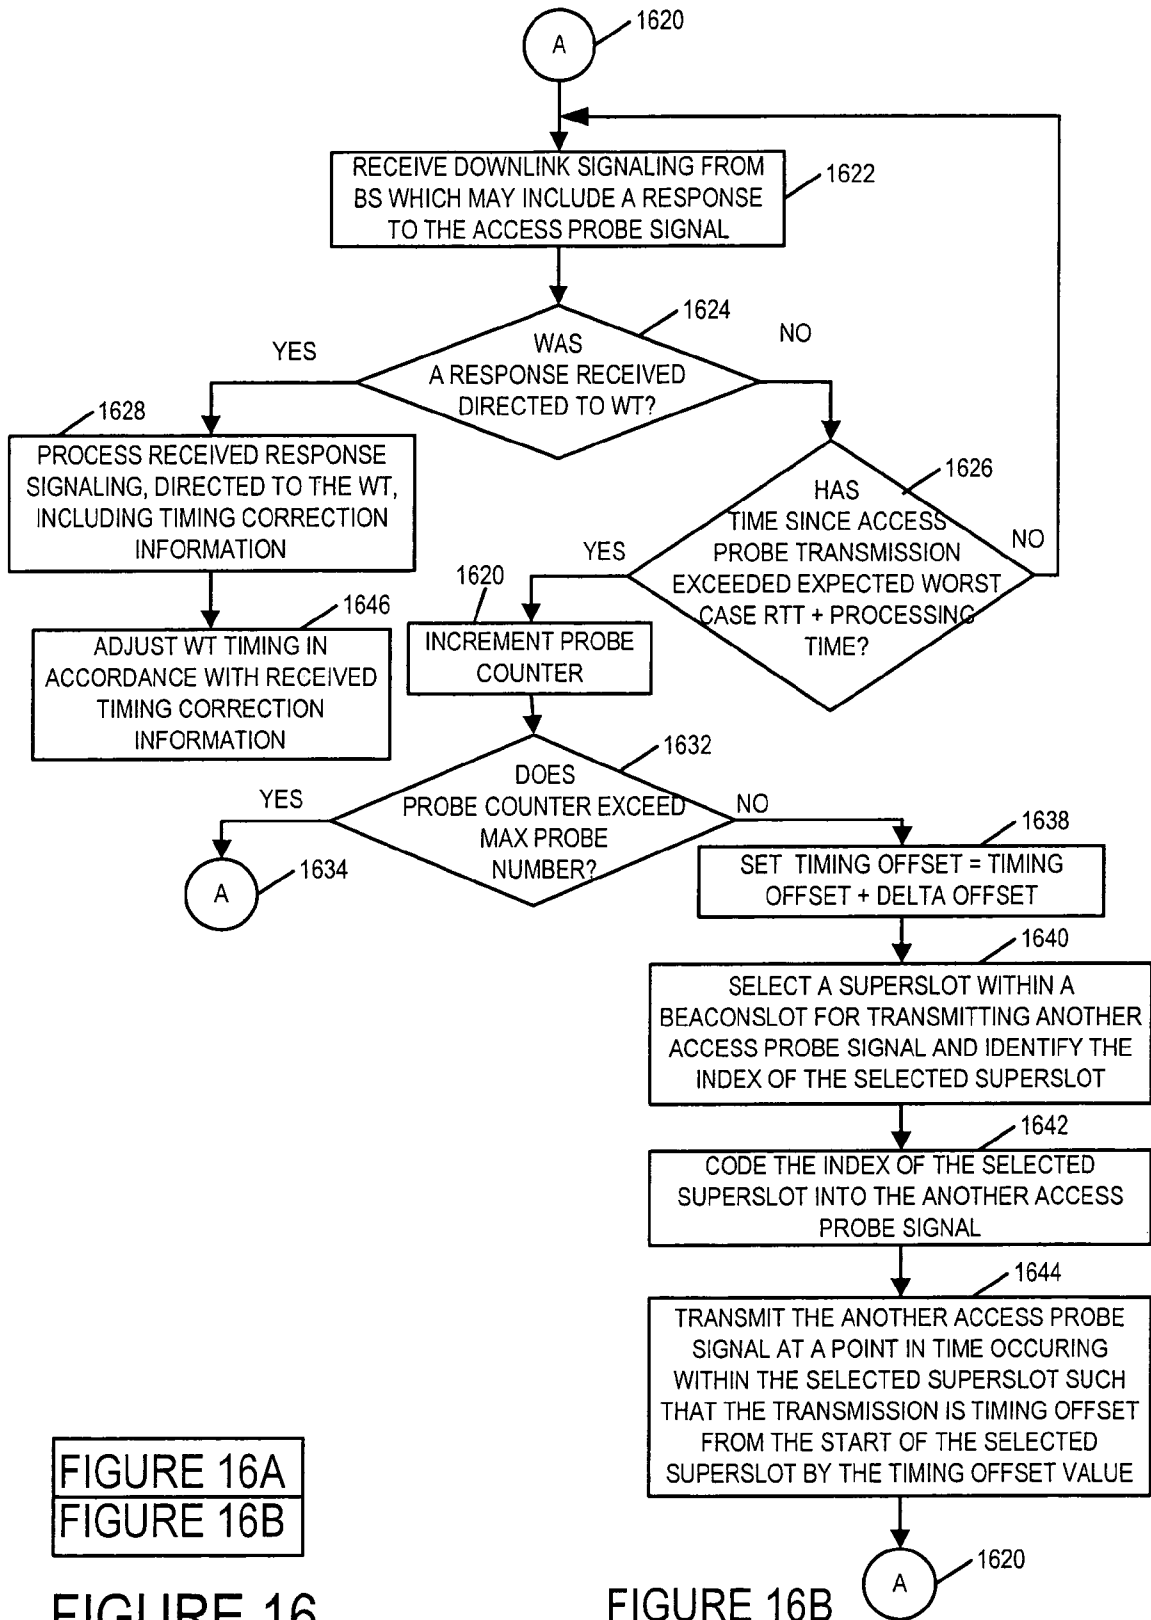 A
1620
RECEIVE DOWNLINK SIGNALING FROM
BS WHICH MAY INCLUDE A RESPONSE
TO THE ACCESS PROBE SIGNAL
1622
1624
WAS
A RESPONSE RECEIVED
DIRECTED TO WT?
YES
NO
1628
PROCESS RECEIVED RESPONSE
SIGNALING, DIRECTED TO THE WT,
INCLUDING TIMING CORRECTION
INFORMATION
1626
HAS
TIME SINCE ACCESS
PROBE TRANSMISSION
EXCEEDED EXPECTED WORST
CASE RTT + PROCESSING
TIME?
YES
NO
1646
ADJUST WT TIMING IN
ACCORDANCE WITH RECEIVED
TIMING CORRECTION
INFORMATION
1620
INCREMENT PROBE
COUNTER
1632
DOES
PROBE COUNTER EXCEED
MAX PROBE
NUMBER?
YES
NO
A
1634
1638
SET TIMING OFFSET = TIMING
OFFSET + DELTA OFFSET
1640
SELECT A SUPERSLOT WITHIN A
BEACONSLOT FOR TRANSMITTING ANOTHER
ACCESS PROBE SIGNAL AND IDENTIFY THE
INDEX OF THE SELECTED SUPERSLOT
1642
CODE THE INDEX OF THE SELECTED
SUPERSLOT INTO THE ANOTHER ACCESS
PROBE SIGNAL
1644
TRANSMIT THE ANOTHER ACCESS PROBE
SIGNAL AT A POINT IN TIME OCCURING
WITHIN THE SELECTED SUPERSLOT SUCH
THAT THE TRANSMISSION IS TIMING OFFSET
FROM THE START OF THE SELECTED
SUPERSLOT BY THE TIMING OFFSET VALUE
A
1620
FIGURE 16A
FIGURE 16B
FIGURE 16
FIGURE 16B